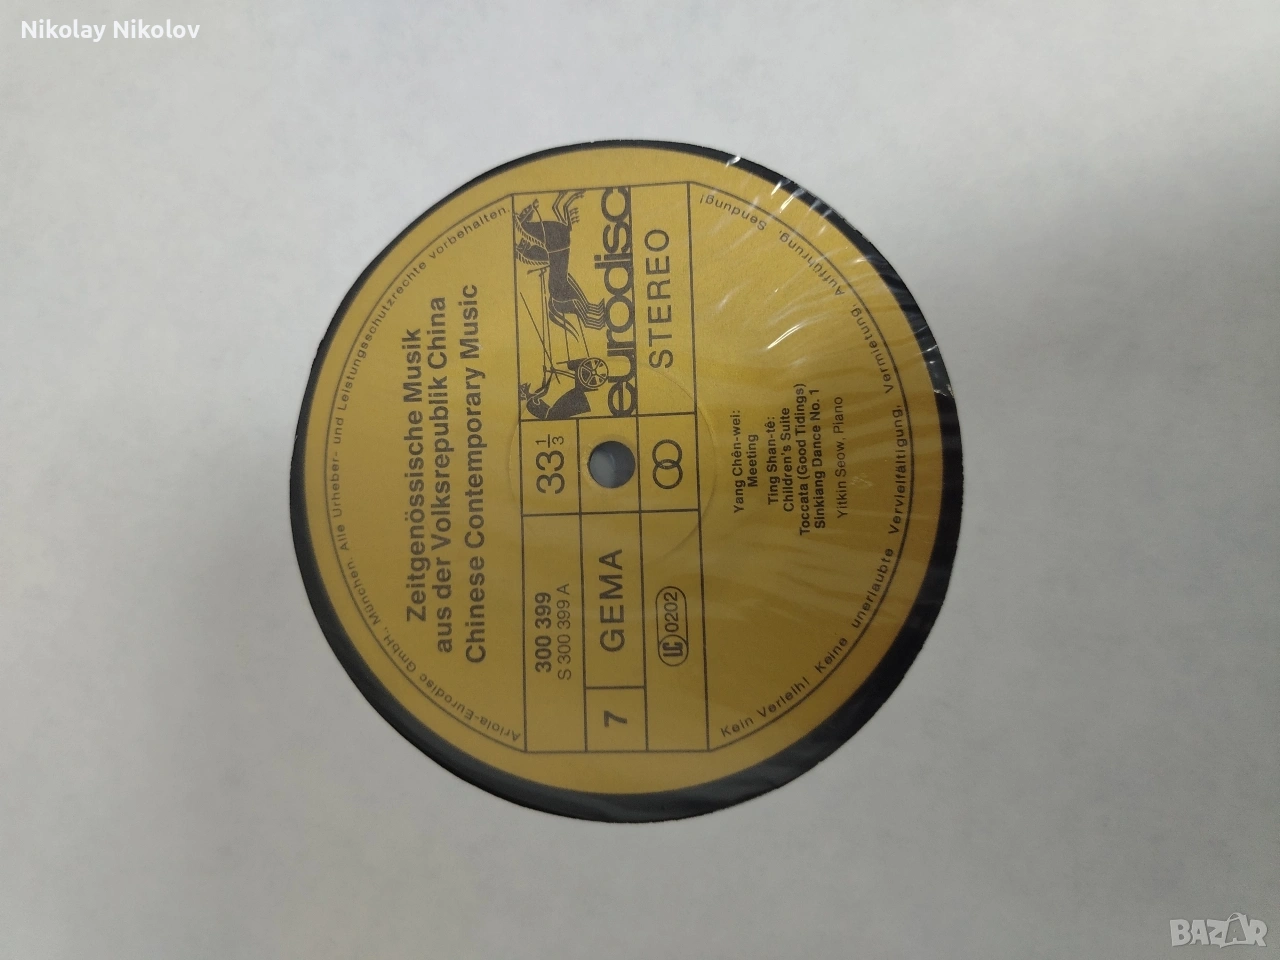 Nikolay Nikolov
Ariola-Eurodisc GmbH., München. Alle Urheber- und Leistungsschutzrechte vorbehalten.
Zeitgenössische Musik
aus der Volksrepublik China
Chinese Contemporary Music
300 399
S 300 399 A
33 1/3
eurodisc
7
GEMA
LC 0202
STEREO
Yang Chên-wei:
Meeting
Ting Shan-tê:
Children's Suite
Toccata (Good Tidings)
Sinkiang Dance No. 1
Yitkin Seow, Piano
Kein Verleih! Keine unerlaubte Vervielfältigung, Vermietung, Aufführung, Sendung!
BAZAR